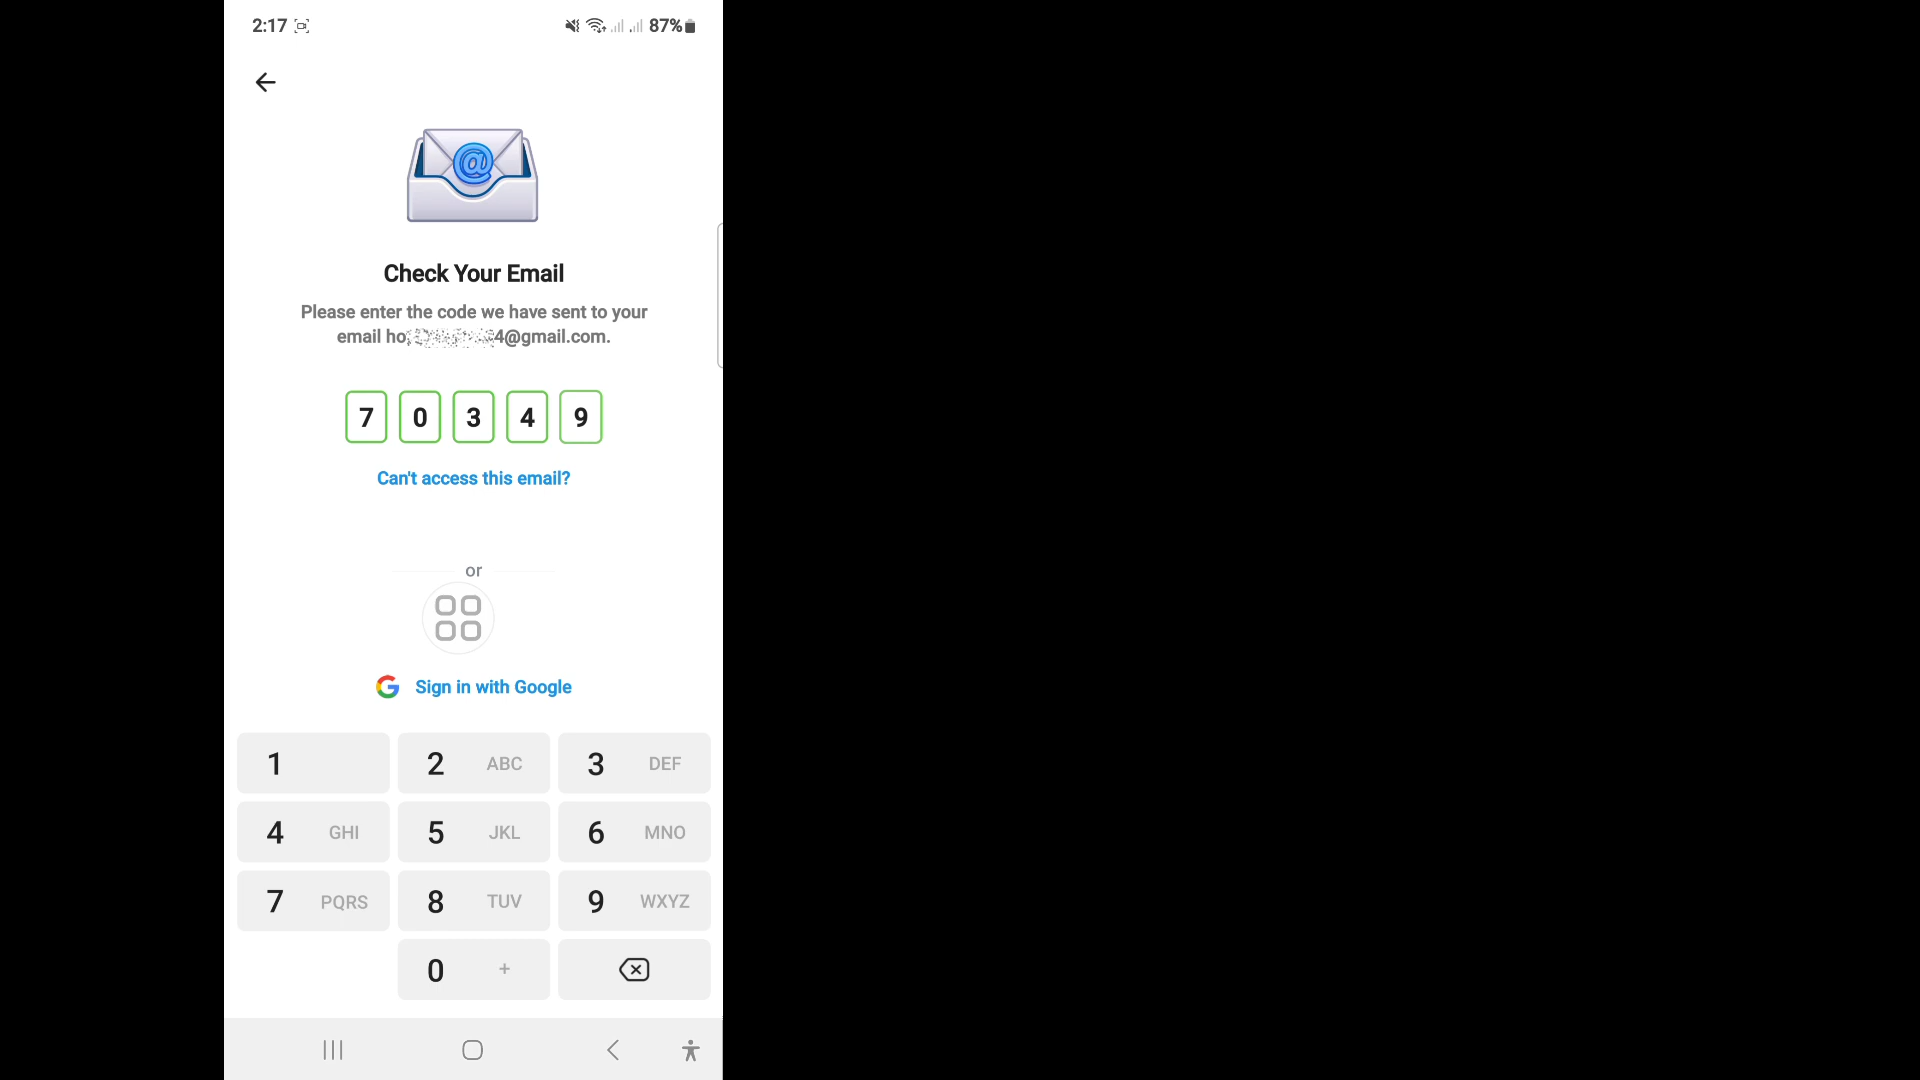 2:17 87%
Check Your Email
Please enter the code we have sent to your
email ho 4@gmail.com.
7 0 3 4 9
Can't access this email?
or
Sign in with Google
1 2 ABC 3 DEF
4 GHI 5 JKL 6 MNO
7 PQRS 8 TUV 9 WXYZ
0 +